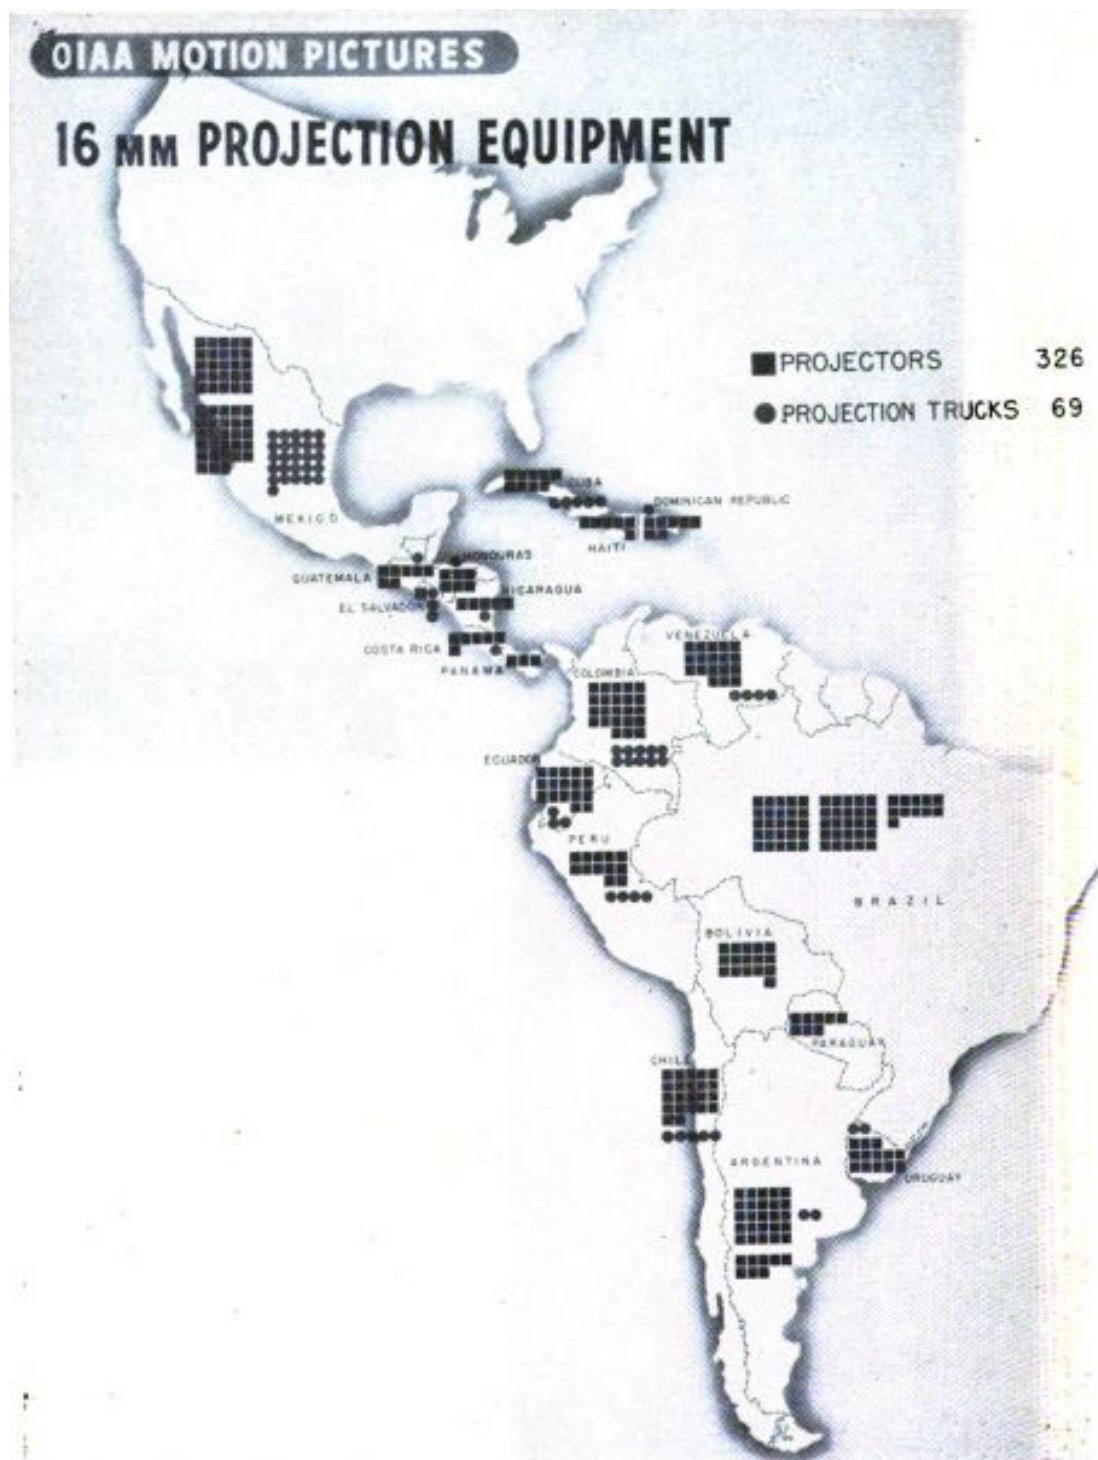 OIAA MOTION PICTURES
16 MM PROJECTION EQUIPMENT
PROJECTORS 326
PROJECTION TRUCKS 69
CUBA
DOMINICAN REPUBLIC
MEXICO
HAITI
HONDURAS
GUATEMALA
NICARAGUA
EL SALVADOR
COSTA RICA
PANAMA
VENEZUELA
COLOMBIA
ECUADOR
PERU
BRAZIL
BOLIVIA
PARAGUAY
CHILE
ARGENTINA
URUGUAY